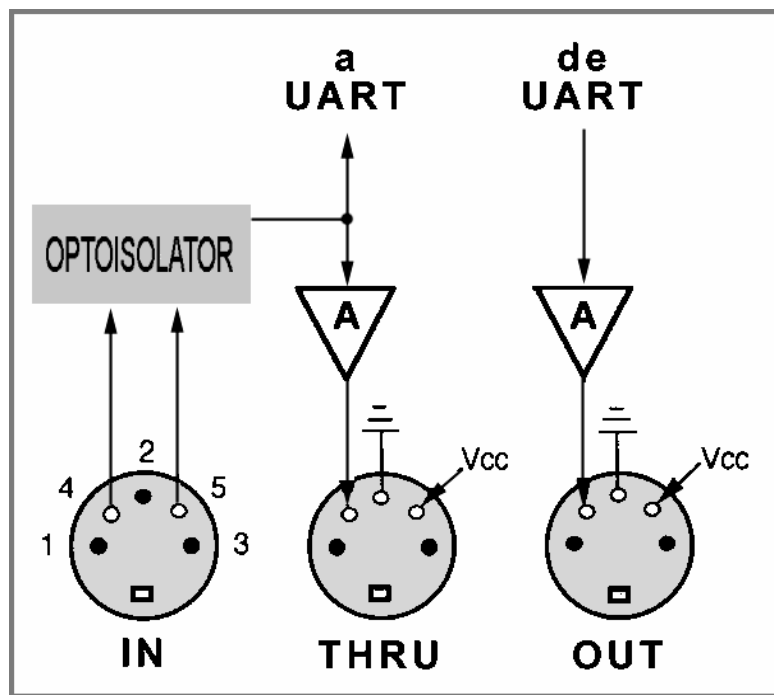 a de
UART UART
OPTOISOLATOR
A A
2
4 5 Vcc Vcc
1 3
IN THRU OUT